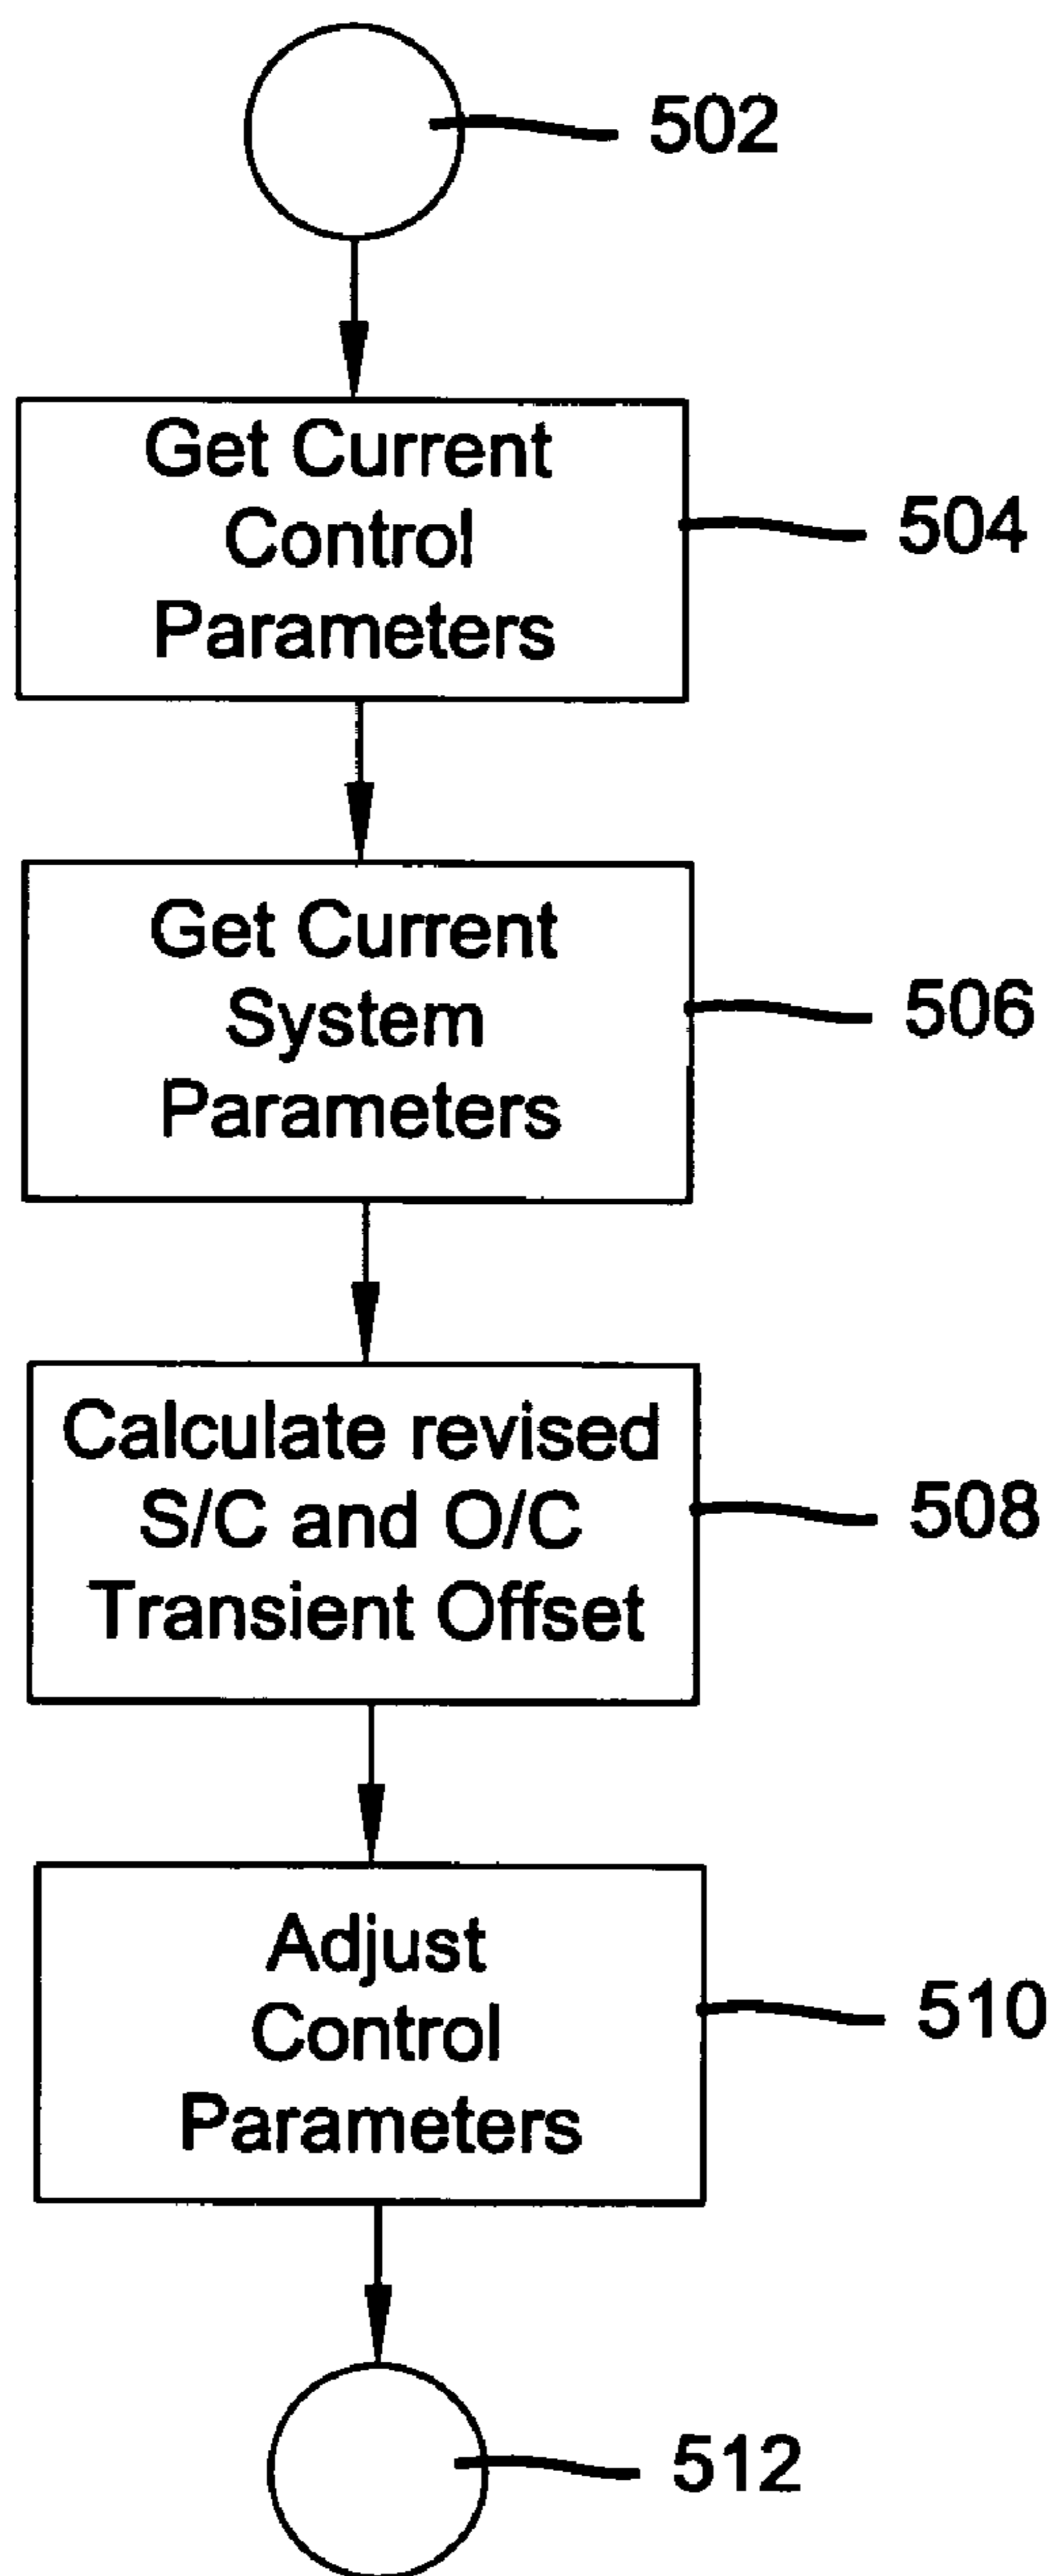 502
Get Current
Control
Parameters
504
Get Current
System
Parameters
506
Calculate revised
S/C and O/C
Transient Offset
508
Adjust
Control
Parameters
510
512